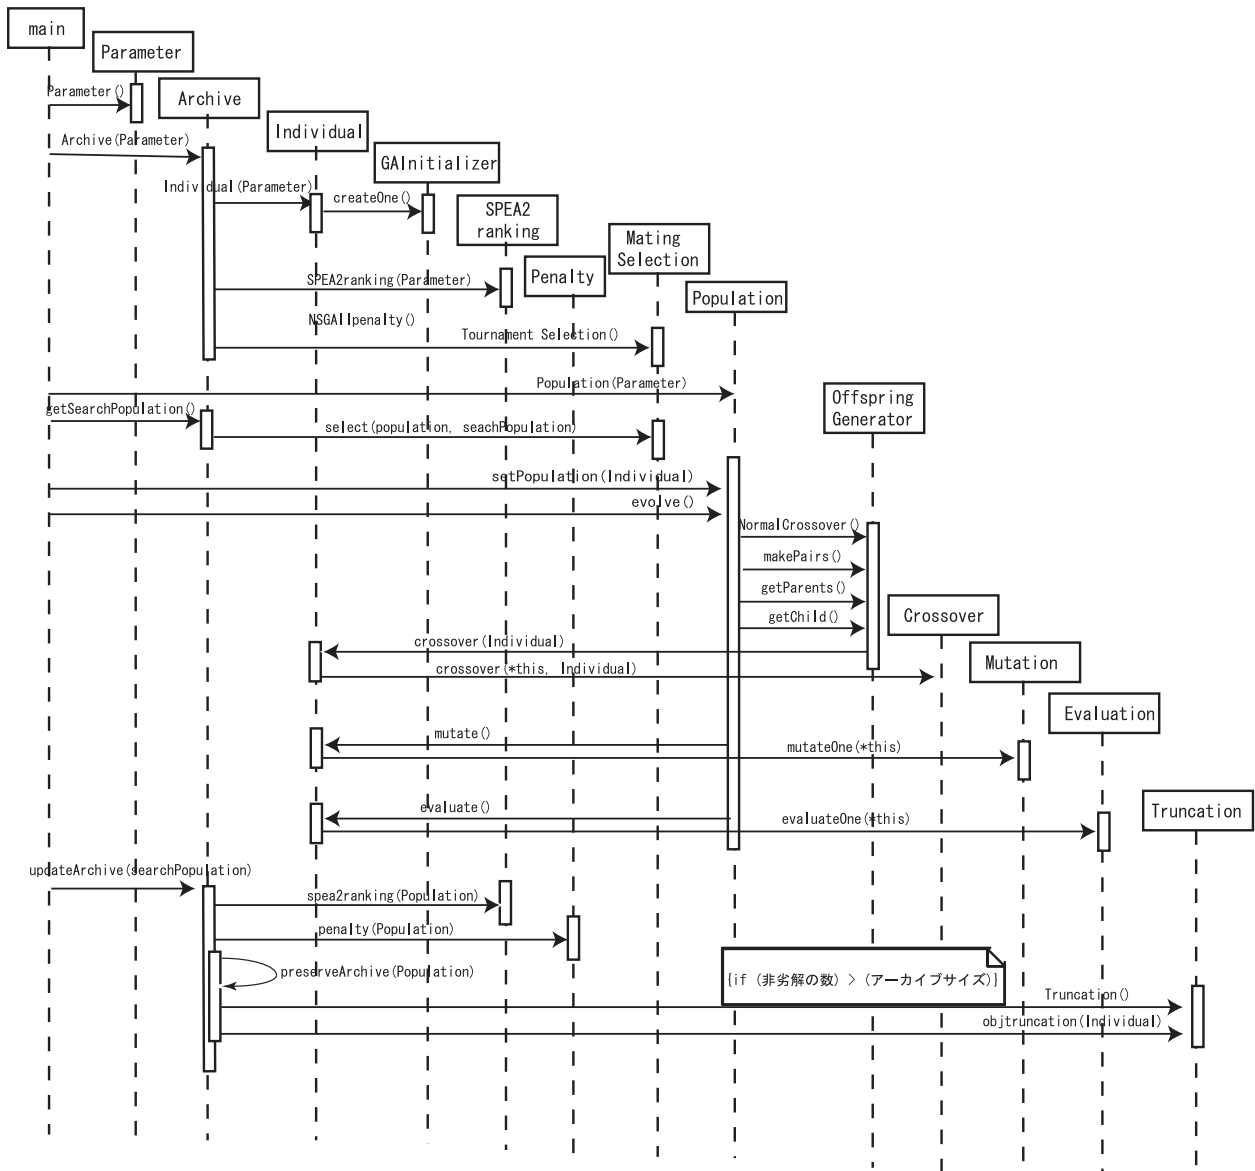 main
Parameter
Parameter()
Archive
Archive(Parameter)
Individual
GAInitializer
Individual(Parameter)
createOne()
SPEA2
ranking
Mating
Selection
SPEA2ranking(Parameter)
Penalty
Population
NSGAIIpenalty()
Tournament Selection()
Population(Parameter)
Offspring
Generator
getSearchPopulation()
select(population, seachPopulation)
setPopulation(Individual)
evolve()
NormalCrossover()
makePairs()
getParents()
getChild()
Crossover
crossover(Individual)
crossover(*this, Individual)
Mutation
Evaluation
mutate()
mutateOne(*this)
evaluate()
evaluateOne(*this)
Truncation
updateArchive(searchPopulation)
spea2ranking(Population)
penalty(Population)
preserveArchive(Population)
{if (非劣解の数) > (アーカイブサイズ)}
Truncation()
objtruncation(Individual)